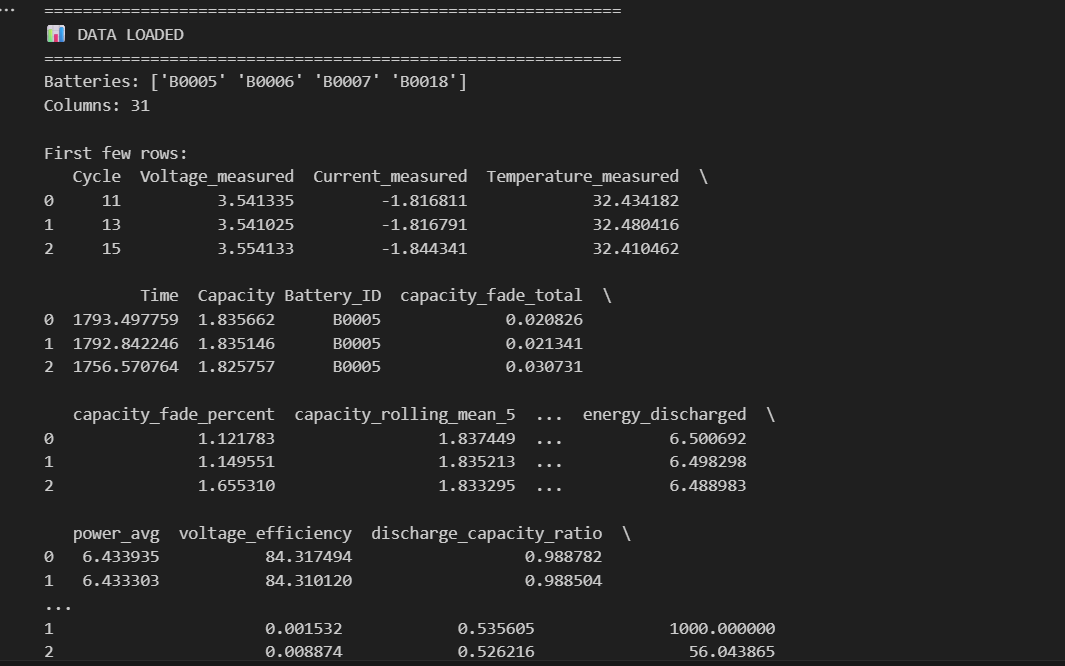 ...
============================================================
📊 DATA LOADED
============================================================
Batteries: ['B0005' 'B0006' 'B0007' 'B0018']
Columns: 31
First few rows:
   Cycle  Voltage_measured  Current_measured  Temperature_measured  \
0     11          3.541335         -1.816811             32.434182
1     13          3.541025         -1.816791             32.480416
2     15          3.554133         -1.844341             32.410462
          Time  Capacity Battery_ID  capacity_fade_total  \
0  1793.497759  1.835662      B0005             0.020826
1  1792.842246  1.835146      B0005             0.021341
2  1756.570764  1.825757      B0005             0.030731
   capacity_fade_percent  capacity_rolling_mean_5  ...  energy_discharged  \
0               1.121783                 1.837449  ...           6.500692
1               1.149551                 1.835213  ...           6.498298
2               1.655310                 1.833295  ...           6.488983
   power_avg  voltage_efficiency  discharge_capacity_ratio  \
0   6.433935           84.317494                  0.988782
1   6.433303           84.310120                  0.988504
...
1                      0.001532            0.535605              1000.000000
2                      0.008874            0.526216                56.043865